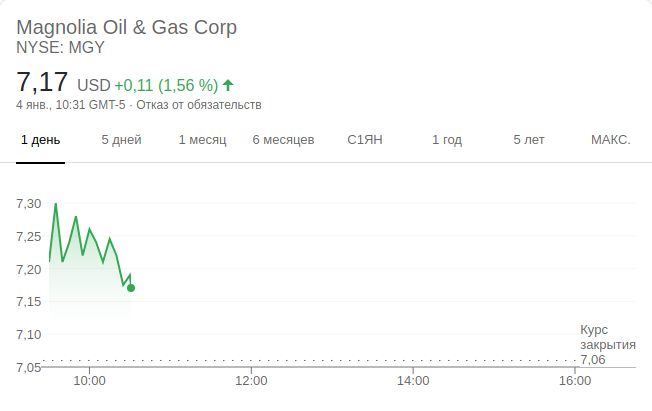 Magnolia Oil & Gas Corp
NYSE: MGY
7,17 USD +0,11 (1,56 %)
4 янв., 10:31 GMT-5 · Отказ от обязательств
1 день 5 дней 1 месяц 6 месяцев С1ЯН 1 год 5 лет МАКС.
7,30
7,25
7,20
7,15
7,10
7,05
Курс
закрытия
7,06
10:00 12:00 14:00 16:00